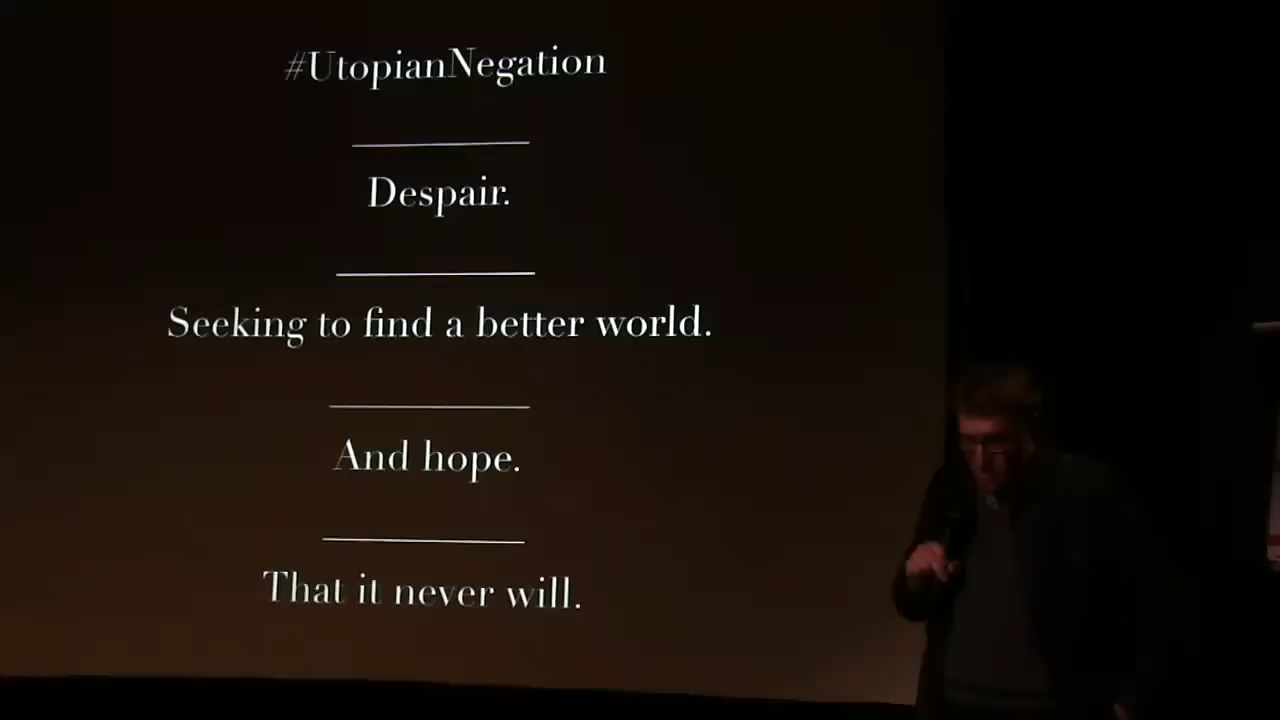 #UtopianNegation
Despair.
Seeking to find a better world.
And hope.
That it never will.